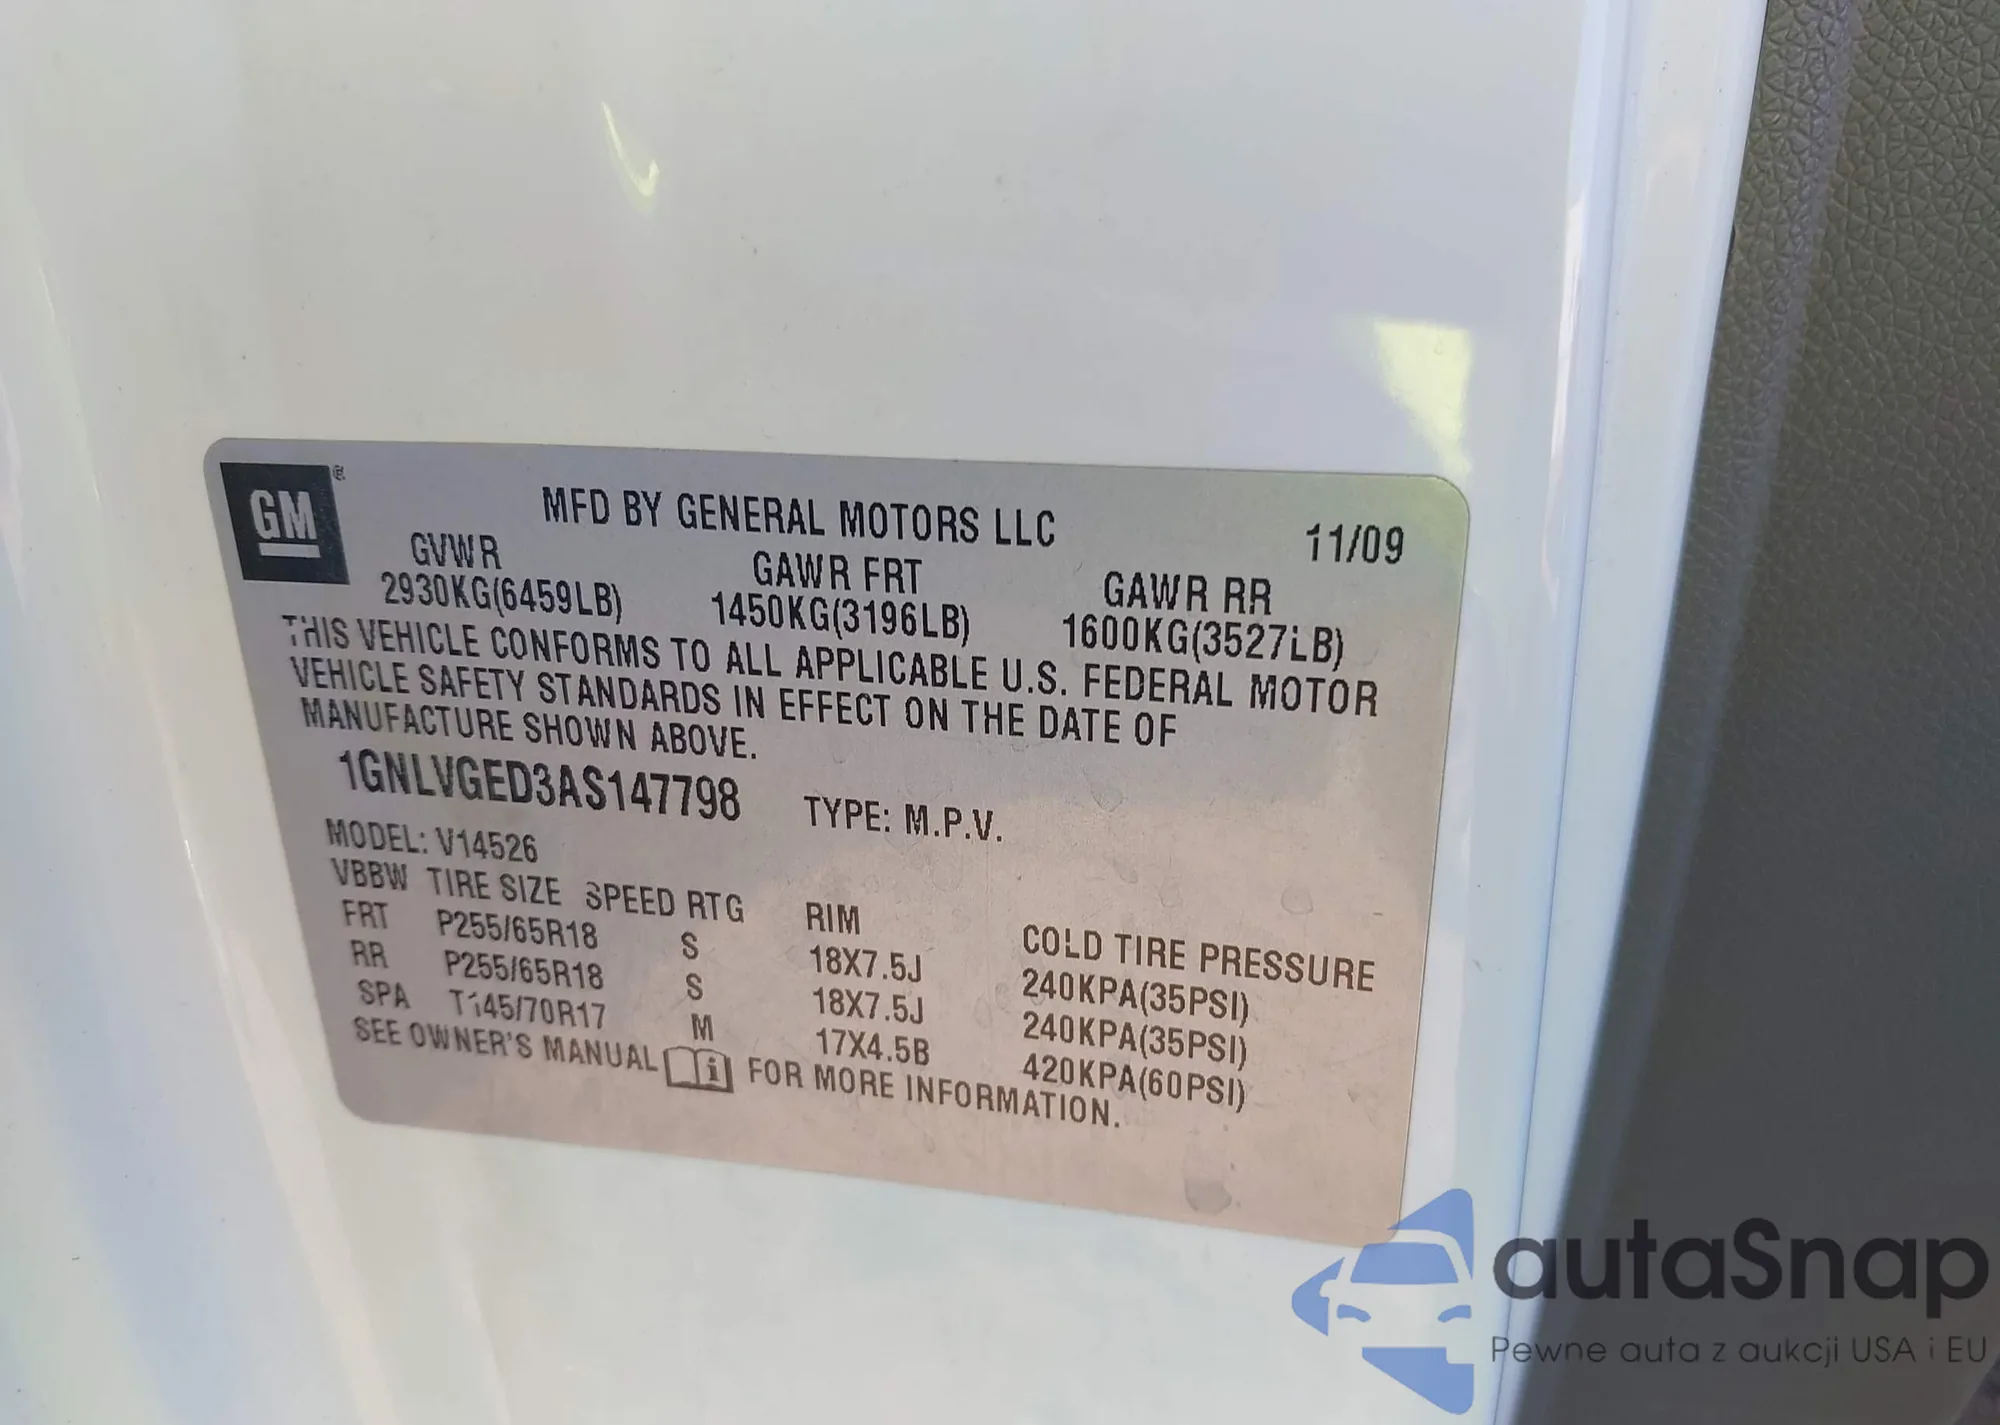 GM®
MFD BY GENERAL MOTORS LLC 11/09
GVWR GAWR FRT GAWR RR
2930KG(6459LB) 1450KG(3196LB) 1600KG(3527LB)
THIS VEHICLE CONFORMS TO ALL APPLICABLE U.S. FEDERAL MOTOR
VEHICLE SAFETY STANDARDS IN EFFECT ON THE DATE OF
MANUFACTURE SHOWN ABOVE.
1GNLVGED3AS147798 TYPE: M.P.V.
MODEL: V14526
VBBW TIRE SIZE SPEED RTG RIM COLD TIRE PRESSURE
FRT P255/65R18 S 18X7.5J 240KPA(35PSI)
RR P255/65R18 S 18X7.5J 240KPA(35PSI)
SPA T145/70R17 M 17X4.5B 420KPA(60PSI)
SEE OWNER'S MANUAL i FOR MORE INFORMATION.
autaSnap
Pewne auta z aukcji USA i EU